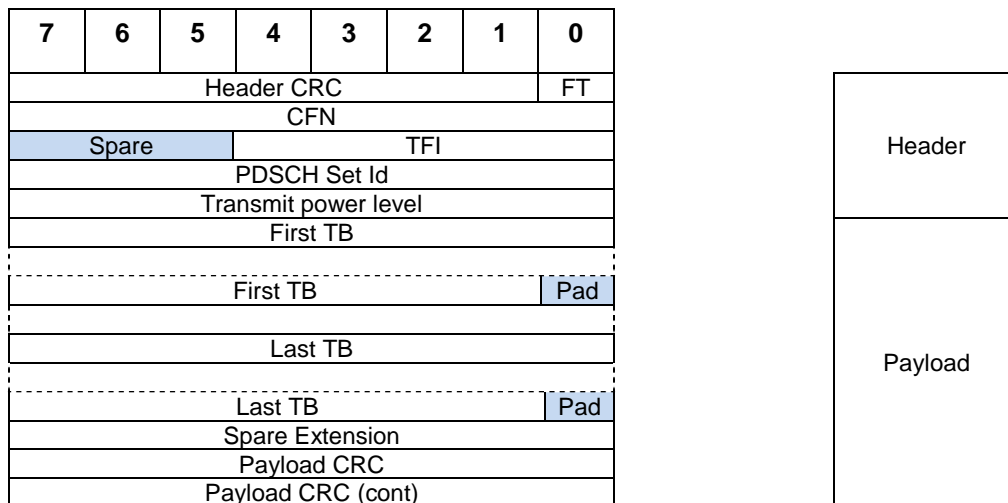 7 6 5 4 3 2 1 0
Header CRC FT
CFN
Spare TFI
PDSCH Set Id
Transmit power level
First TB
First TB Pad
Last TB
Last TB Pad
Spare Extension
Payload CRC
Payload CRC (cont)
Header
Payload